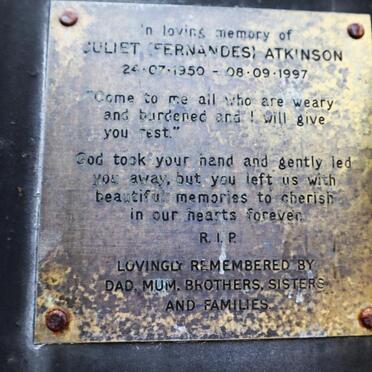 In loving memory of
JULIET (FERNANDES) ATKINSON
24·07·1950 - 08·09·1997
"Come to me all who are weary
and burdened and I will give
you rest."
God took your hand and gently led
you away, but you left us with
beautiful memories to cherish
in our hearts forever.
R. I. P.
LOVINGLY REMEMBERED BY
DAD, MUM, BROTHERS, SISTERS
AND FAMILIES.